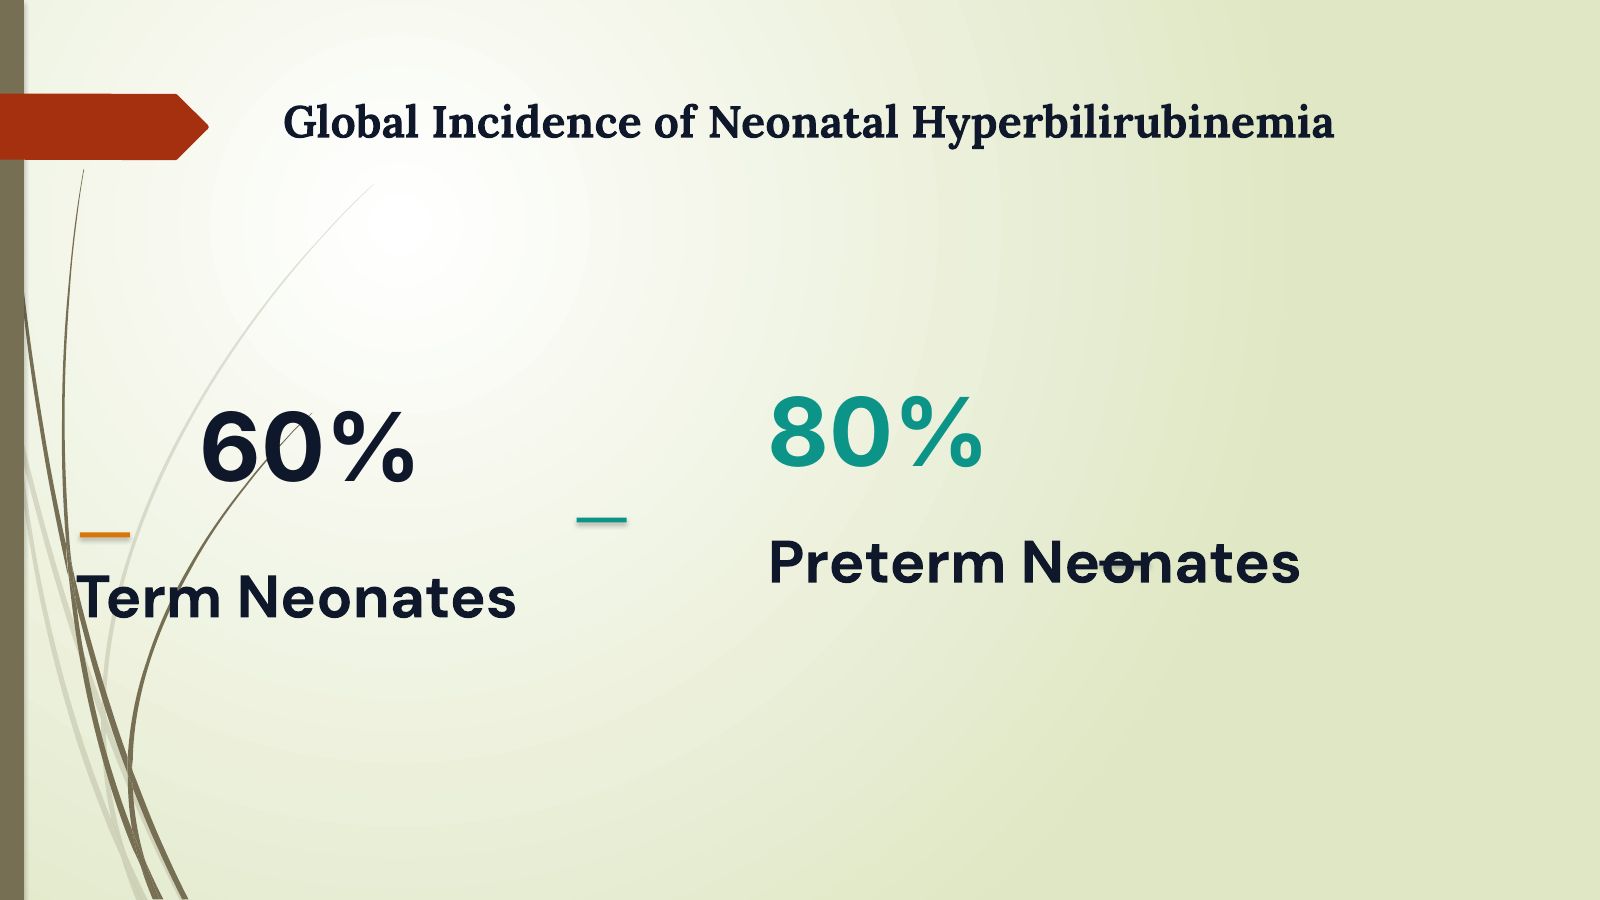 Global Incidence of Neonatal Hyperbilirubinemia
60%
Term Neonates
80%
Preterm Neonates